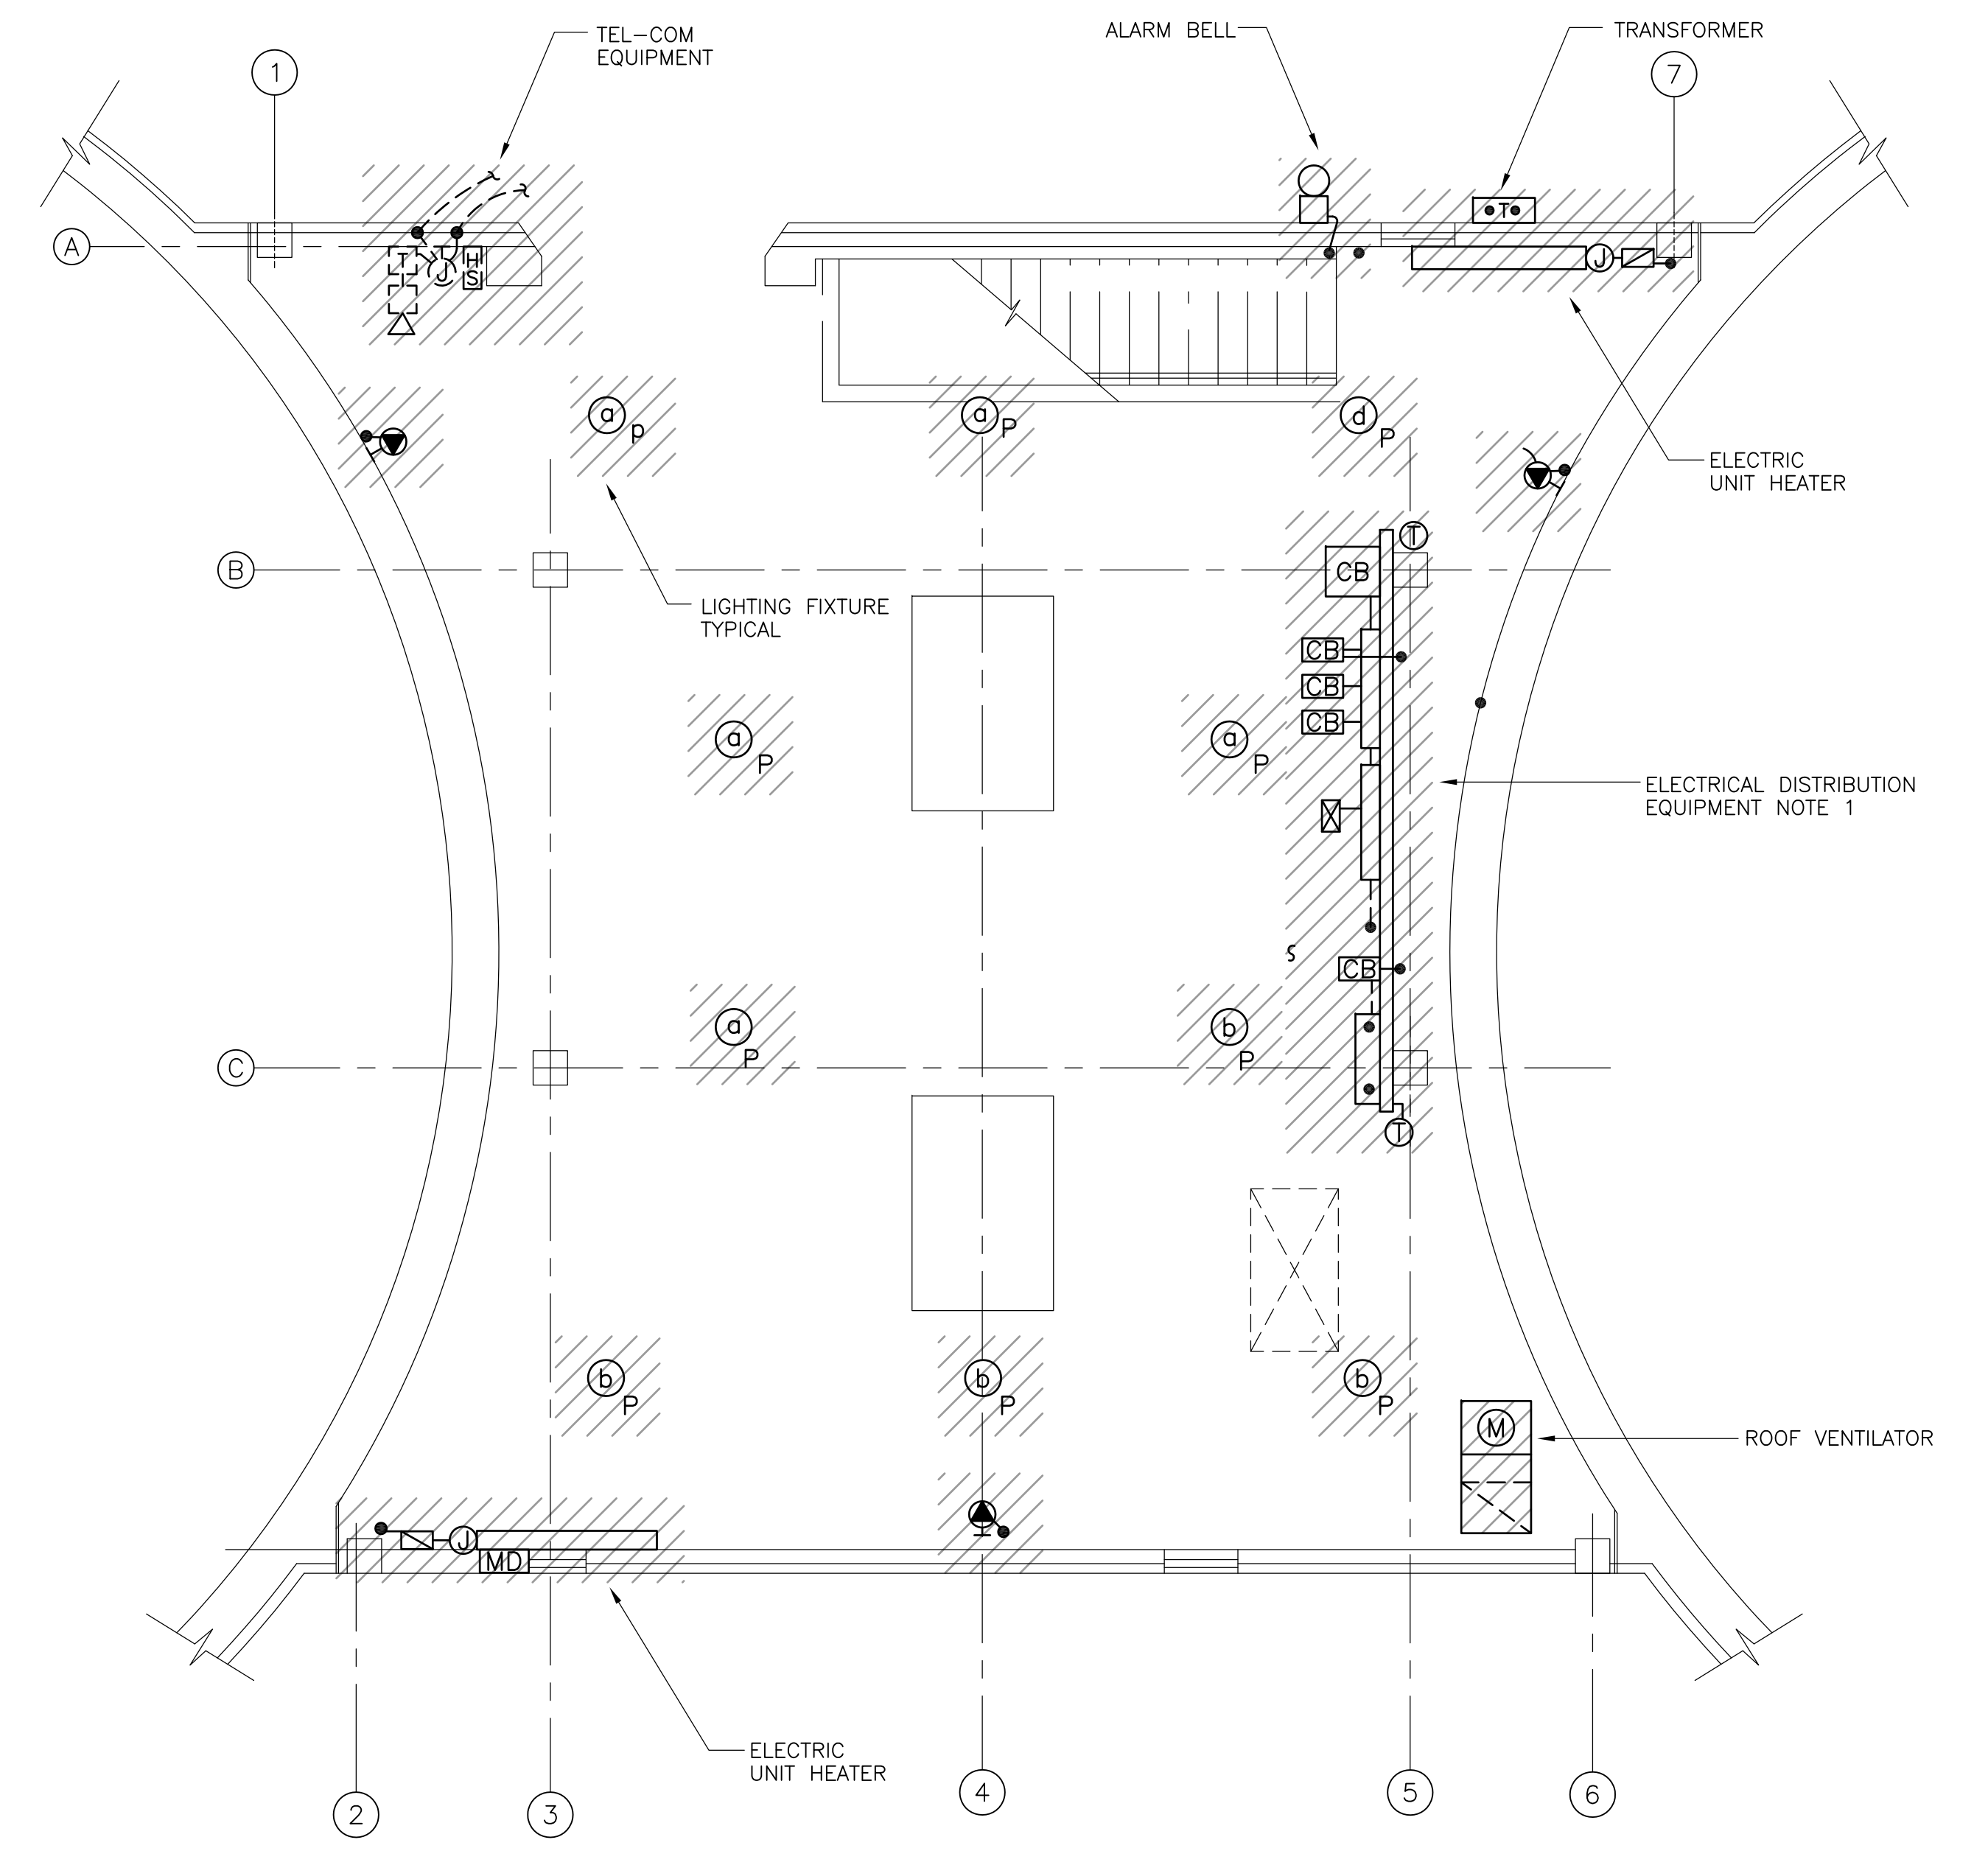 TEL-COM
EQUIPMENT
ALARM BELL
TRANSFORMER
1
7
T
A
T
J
H
S
J
a
p
a
P
d
P
ELECTRIC
UNIT HEATER
T
B
CB
LIGHTING FIXTURE
TYPICAL
CB
CB
CB
a
P
a
P
ELECTRICAL DISTRIBUTION
EQUIPMENT NOTE 1
CB
a
P
b
P
C
T
b
P
b
P
b
P
M
ROOF VENTILATOR
J
MD
ELECTRIC
UNIT HEATER
2
3
4
5
6